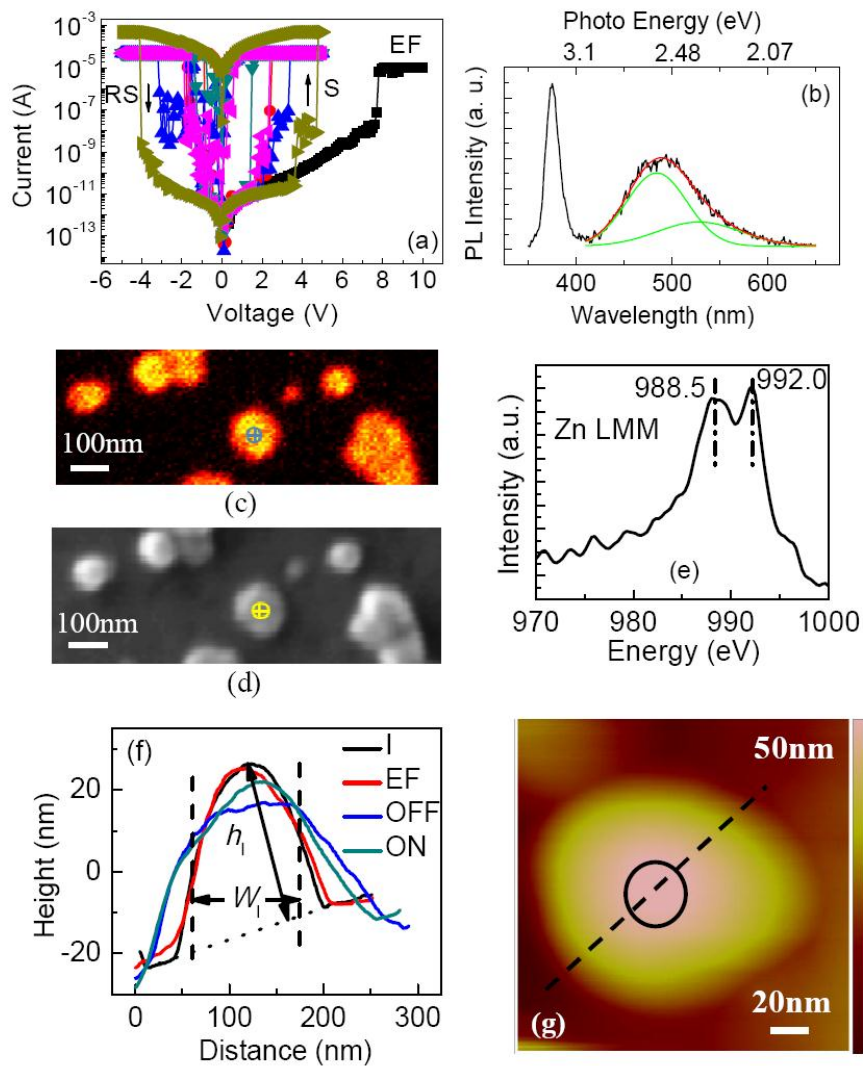 10^-3
10^-5
10^-7
10^-9
10^-11
10^-13
Current (A)
EF
RS
S
(a)
-6 -4 -2 0 2 4 6 8 10
Voltage (V)
Photo Energy (eV)
3.1 2.48 2.07
PL Intensity (a. u.)
(b)
400 500 600
Wavelength (nm)
100nm
(c)
100nm
(d)
988.5 992.0
Zn LMM
Intensity (a.u.)
(e)
970 980 990 1000
Energy (eV)
(f)
I
EF
OFF
ON
20
0
-20
Height (nm)
h_I
W_I
0 100 200 300
Distance (nm)
50nm
(g)
20nm